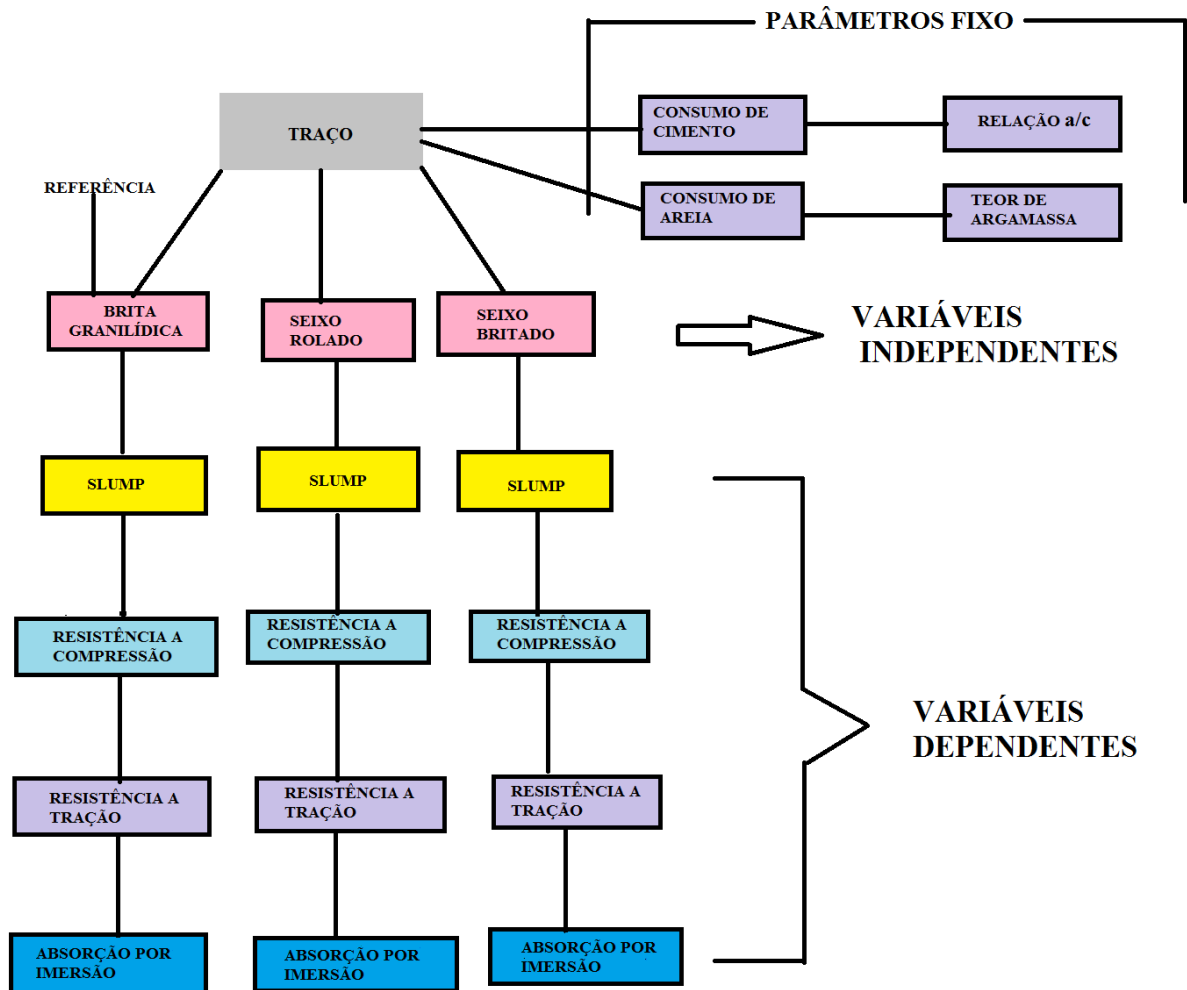 PARÂMETROS FIXO
TRAÇO
CONSUMO DE
CIMENTO
RELAÇÃO a/c
REFERÊNCIA
CONSUMO DE
AREIA
TEOR DE
ARGAMASSA
BRITA
GRANILÍDICA
SEIXO
ROLADO
SEIXO
BRITADO
VARIÁVEIS
INDEPENDENTES
SLUMP
SLUMP
SLUMP
RESISTÊNCIA A
COMPRESSÃO
RESISTÊNCIA A
COMPRESSÃO
RESISTÊNCIA A
COMPRESSÃO
VARIÁVEIS
DEPENDENTES
RESISTÊNCIA A
TRAÇÃO
RESISTÊNCIA A
TRAÇÃO
RESISTÊNCIA A
TRAÇÃO
ABSORÇÃO POR
IMERSÃO
ABSORÇÃO POR
IMERSÃO
ABSORÇÃO POR
IMERSÃO